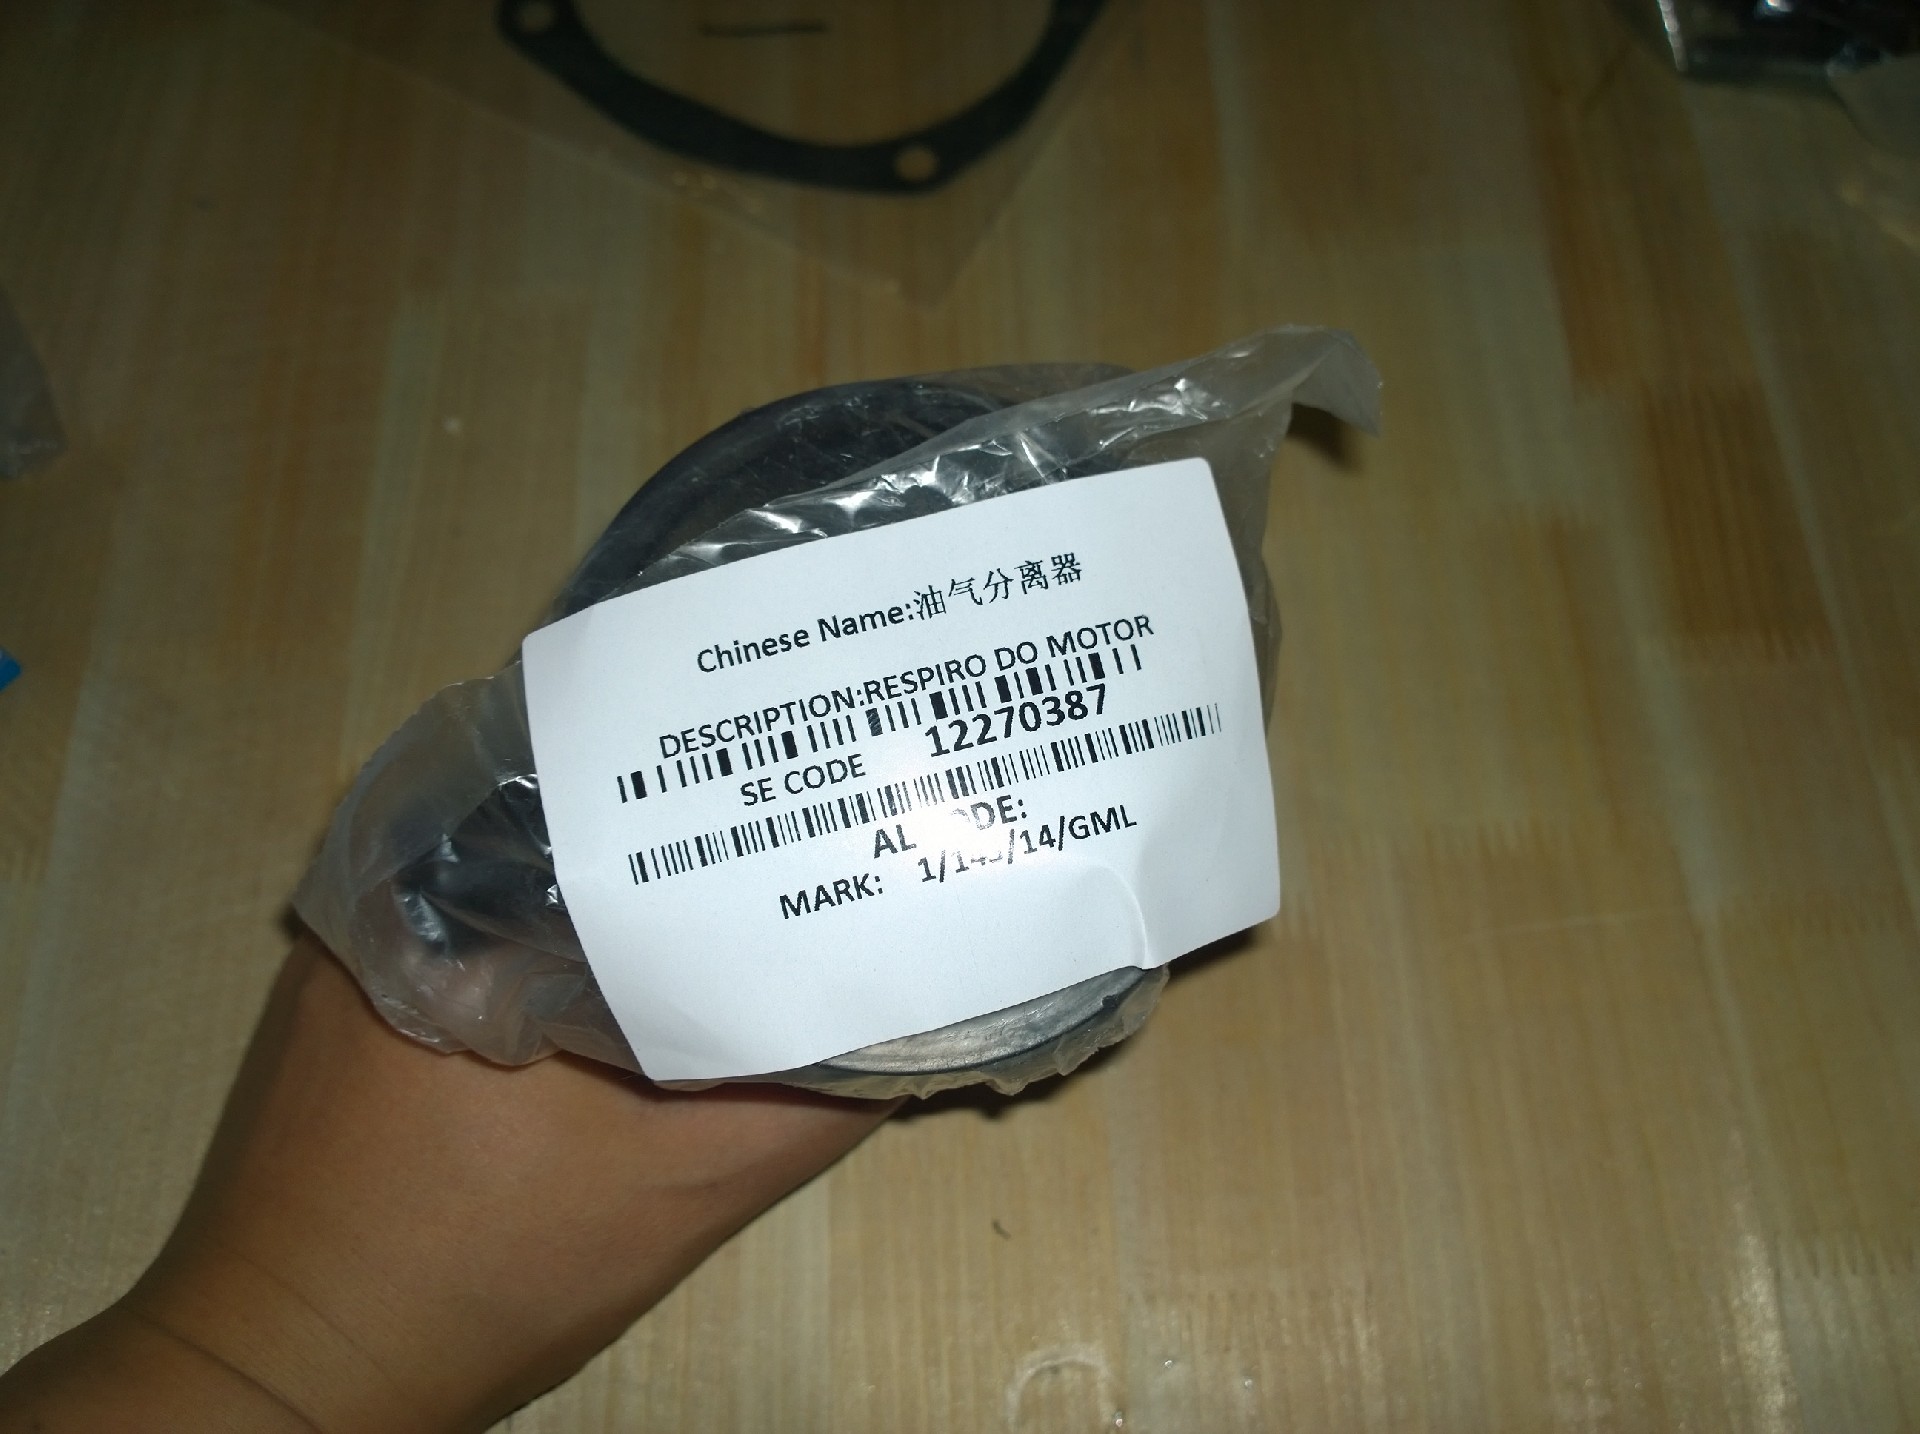 Chinese Name:油气分离器
DESCRIPTION:RESPIRO DO MOTOR
SE CODE 12270387
MARK: